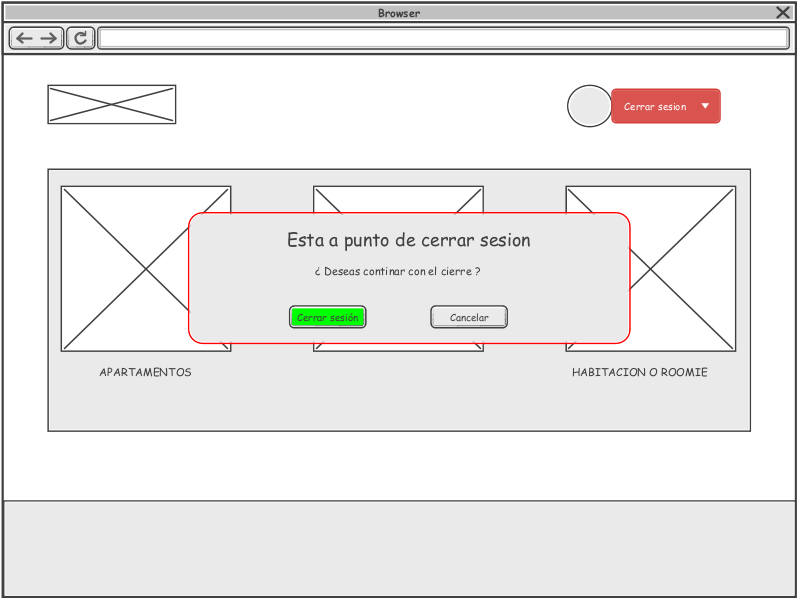 Browser
Cerrar sesion
Esta a punto de cerrar sesion
¿ Deseas continar con el cierre ?
Cerrar sesión
Cancelar
APARTAMENTOS
HABITACION O ROOMIE